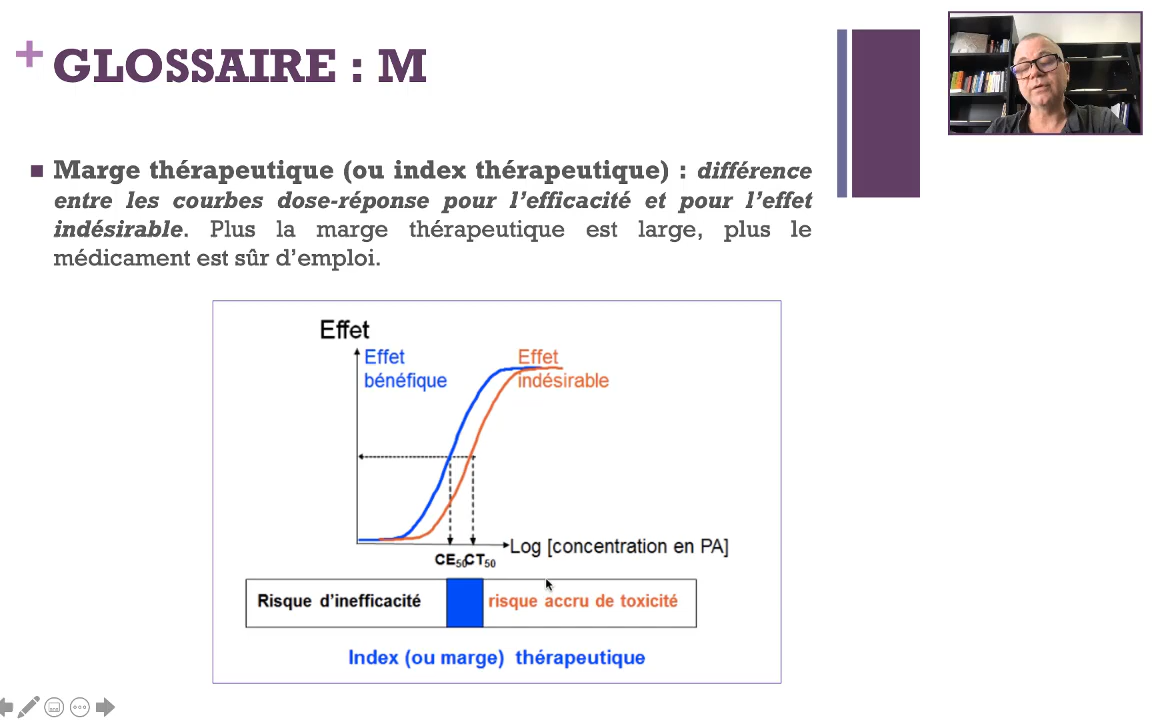 + GLOSSAIRE : M
Marge thérapeutique (ou index thérapeutique) : différence
entre les courbes dose-réponse pour l’efficacité et pour l’effet
indésirable. Plus la marge thérapeutique est large, plus le
médicament est sûr d’emploi.
Effet
Effet
bénéfique
Effet
indésirable
Log [concentration en PA]
CE50
CT50
Risque d’inefficacité
risque accru de toxicité
Index (ou marge) thérapeutique